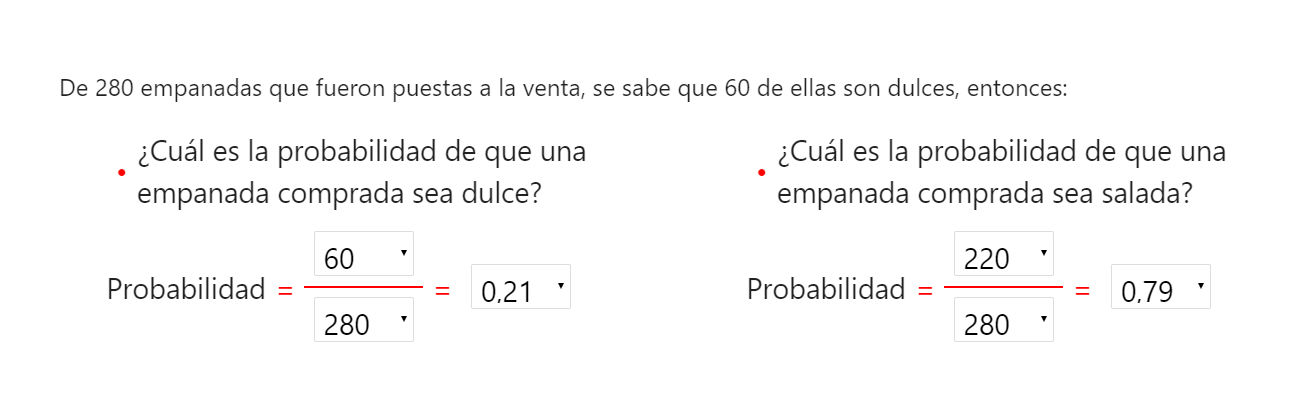 De 280 empanadas que fueron puestas a la venta, se sabe que 60 de ellas son dulces, entonces:
• ¿Cuál es la probabilidad de que una
empanada comprada sea dulce?
60
Probabilidad = = 0,21
280
• ¿Cuál es la probabilidad de que una
empanada comprada sea salada?
220
Probabilidad = = 0,79
280